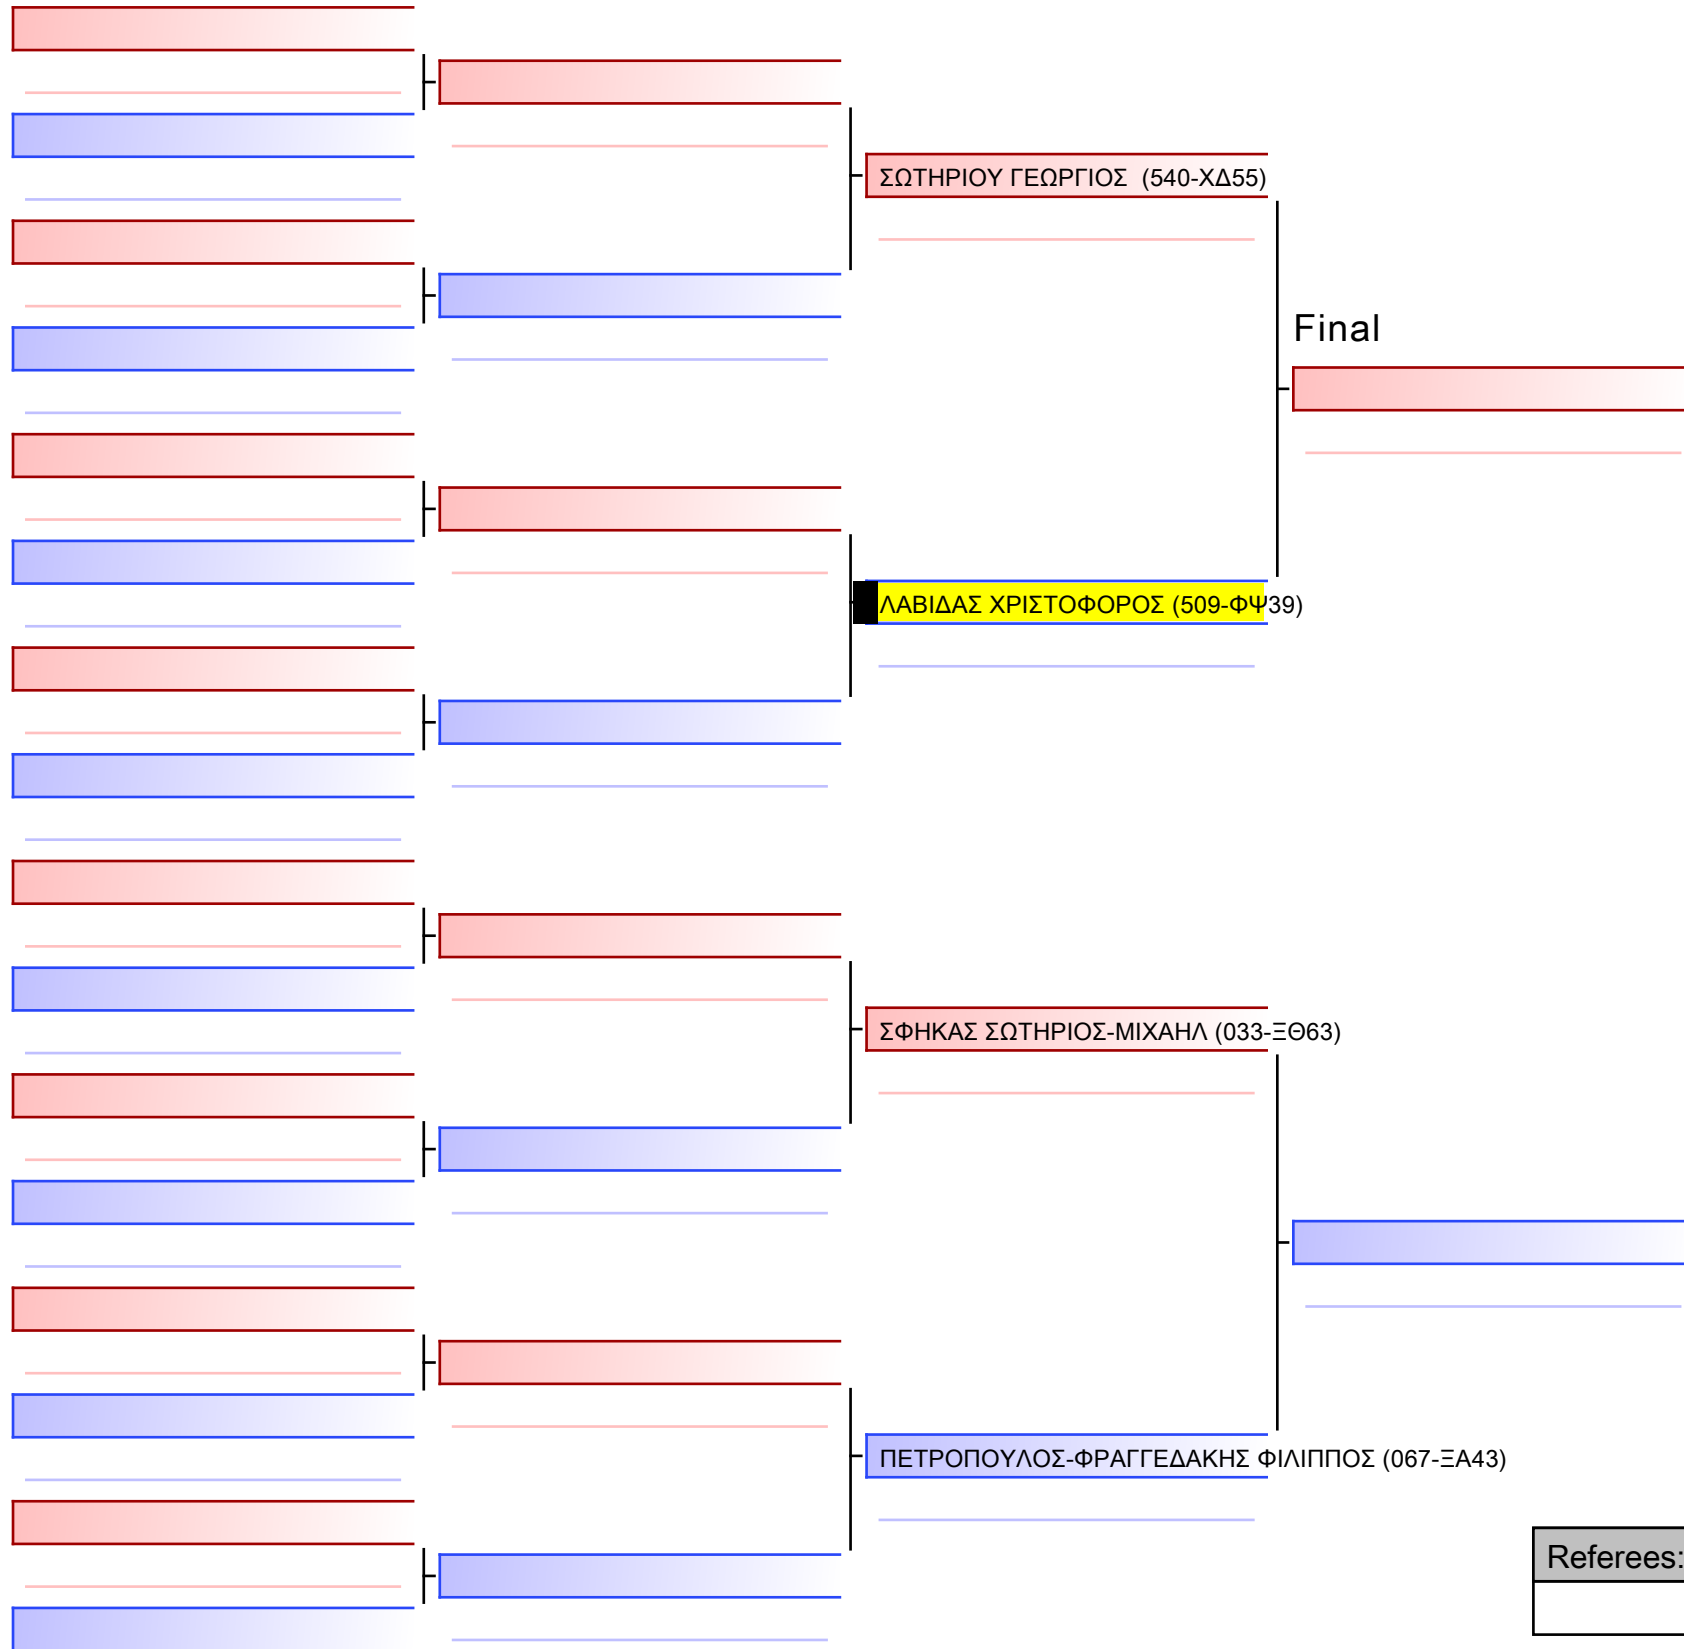 ΣΩΤΗΡΙΟΥ ΓΕΩΡΓΙΟΣ (540-ΧΔ55)
Final
ΛΑΒΙΔΑΣ ΧΡΙΣΤΟΦΟΡΟΣ (509-ΦΨ39)
ΣΦΗΚΑΣ ΣΩΤΗΡΙΟΣ-ΜΙΧΑΗΛ (033-ΞΘ63)
ΠΕΤΡΟΠΟΥΛΟΣ-ΦΡΑΓΓΕΔΑΚΗΣ ΦΙΛΙΠΠΟΣ (067-ΞΑ43)
Referees: